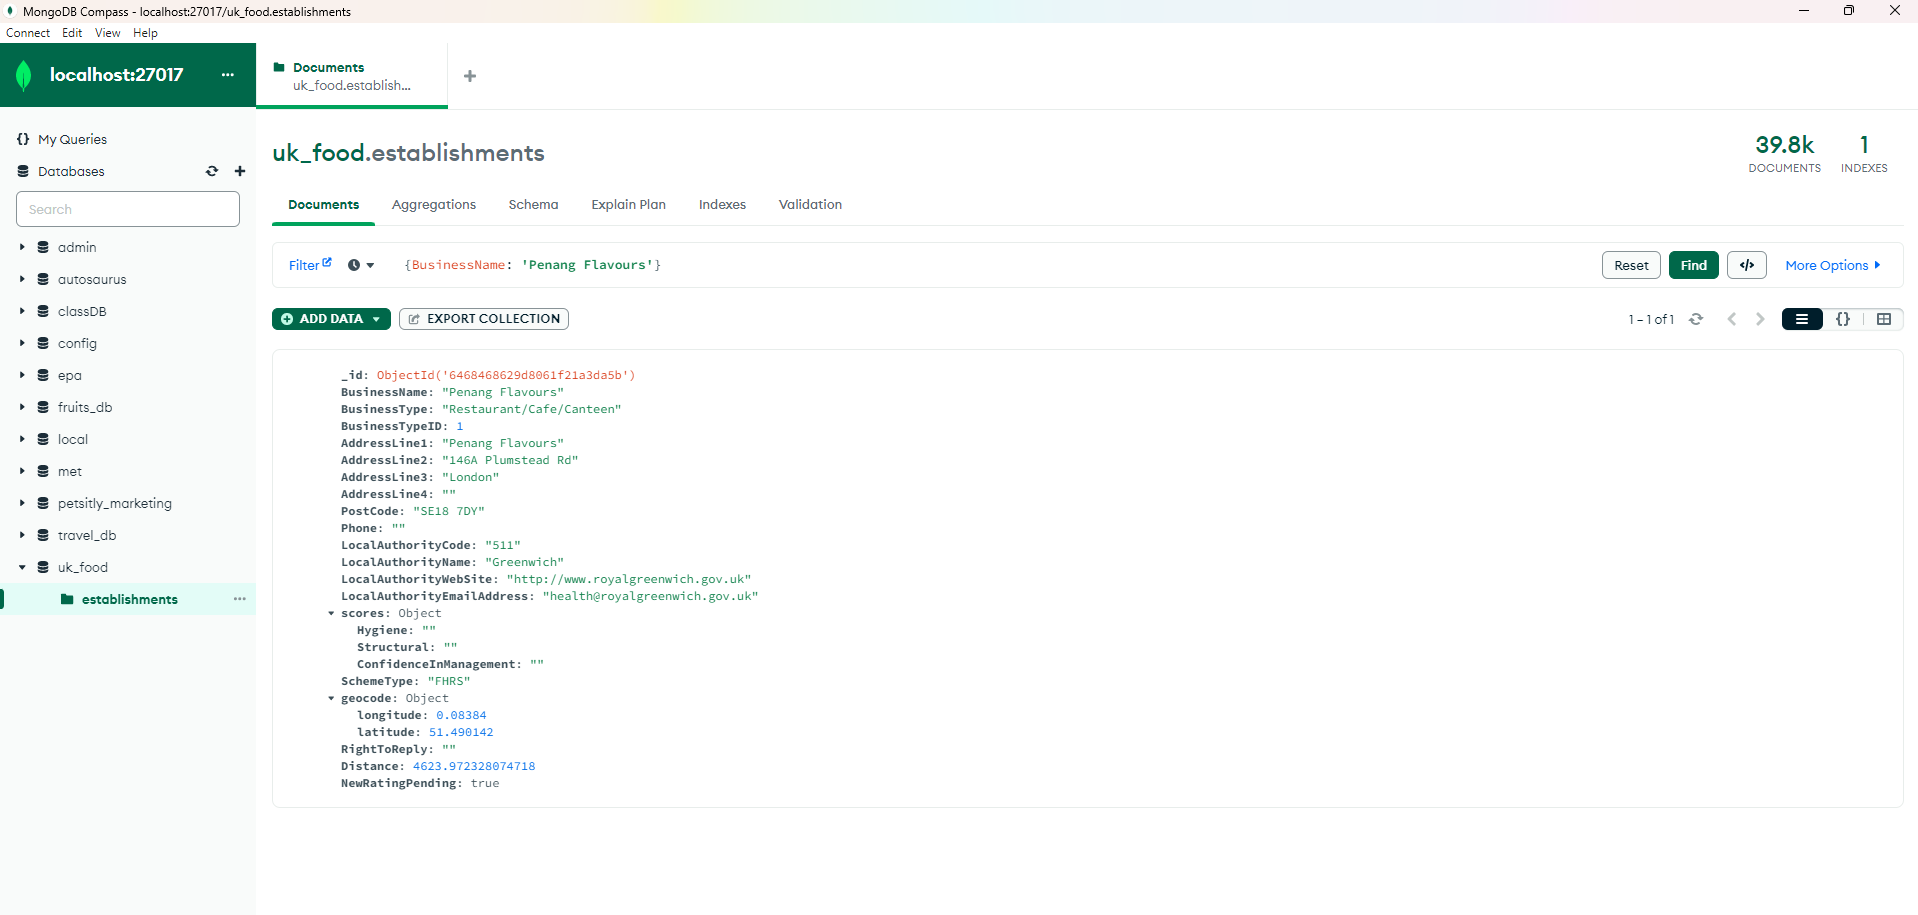 MongoDB Compass - localhost:27017/uk_food.establishments
Connect Edit View Help
localhost:27017 ...
Documents
uk_food.establish...
{} My Queries
Databases
Search
admin
autosaurus
classDB
config
epa
fruits_db
local
met
petsitly_marketing
travel_db
uk_food
establishments ...
uk_food.establishments
39.8k DOCUMENTS
1 INDEXES
Documents Aggregations Schema Explain Plan Indexes Validation
Filter {BusinessName: 'Penang Flavours'} Reset Find </> More Options
ADD DATA EXPORT COLLECTION 1 – 1 of 1 {}
_id: ObjectId('6468468629d8061f21a3da5b')
BusinessName: "Penang Flavours"
BusinessType: "Restaurant/Cafe/Canteen"
BusinessTypeID: 1
AddressLine1: "Penang Flavours"
AddressLine2: "146A Plumstead Rd"
AddressLine3: "London"
AddressLine4: ""
PostCode: "SE18 7DY"
Phone: ""
LocalAuthorityCode: "511"
LocalAuthorityName: "Greenwich"
LocalAuthorityWebSite: "http://www.royalgreenwich.gov.uk"
LocalAuthorityEmailAddress: "health@royalgreenwich.gov.uk"
scores: Object
Hygiene: ""
Structural: ""
ConfidenceInManagement: ""
SchemeType: "FHRS"
geocode: Object
longitude: 0.08384
latitude: 51.490142
RightToReply: ""
Distance: 4623.972328074718
NewRatingPending: true